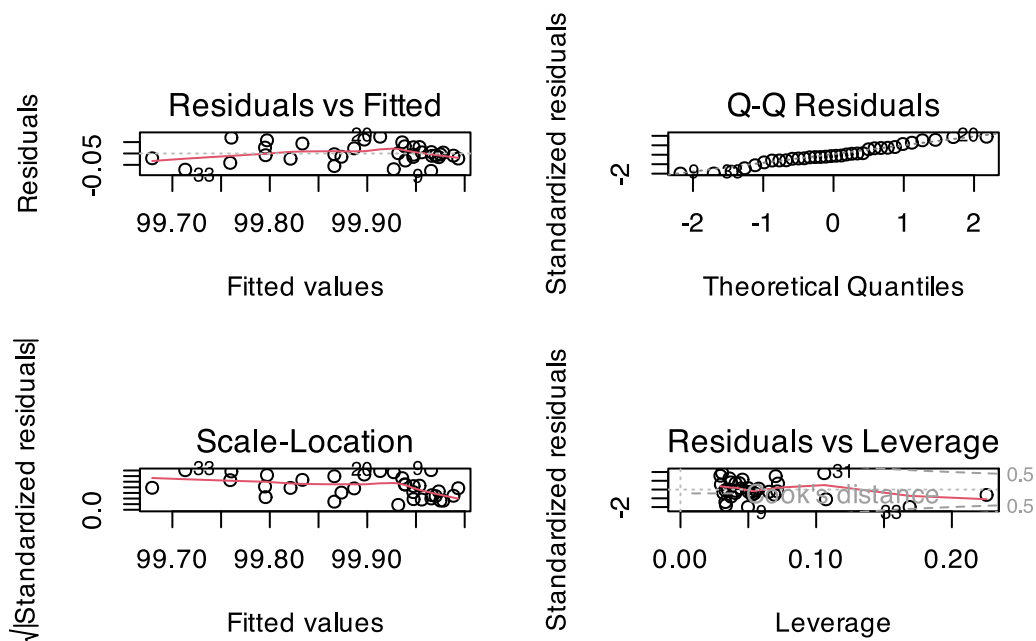 Residuals vs Fitted
Residuals
-0.05
20
33
9
99.70 99.80 99.90
Fitted values
Q-Q Residuals
Standardized residuals
-2
20
9
33
-2 -1 0 1 2
Theoretical Quantiles
Scale-Location
√|Standardized residuals|
0.0
33
20
9
99.70 99.80 99.90
Fitted values
Residuals vs Leverage
Standardized residuals
-2
31
0.5
Cook's distance
9
33
0.5
0.00 0.10 0.20
Leverage